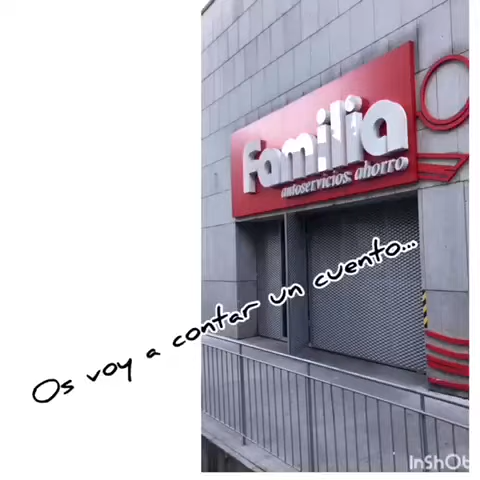 Familia
autoservicios ahorro
Os voy a contar un cuento...
InShOt